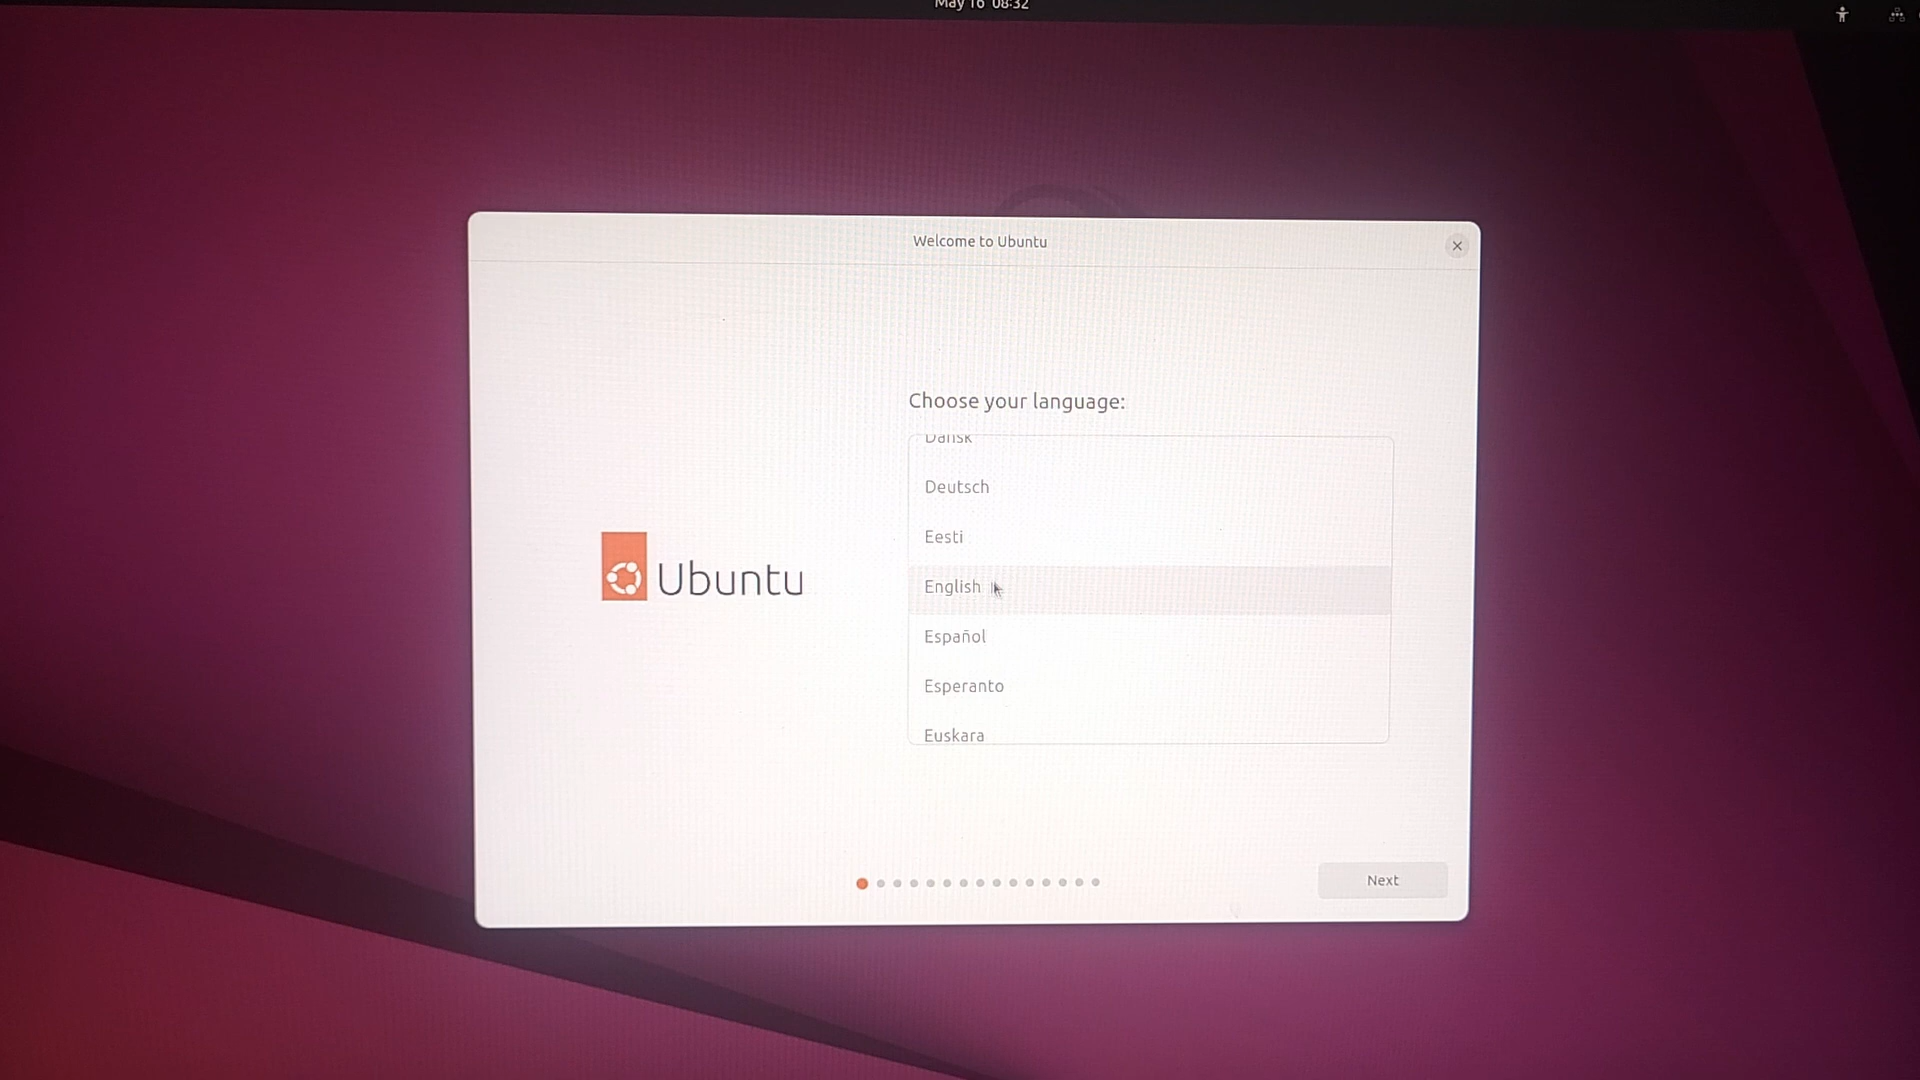 May 16 08:32
Welcome to Ubuntu
Choose your language:
Dansk
Deutsch
Eesti
English
Español
Esperanto
Euskara
Ubuntu
Next